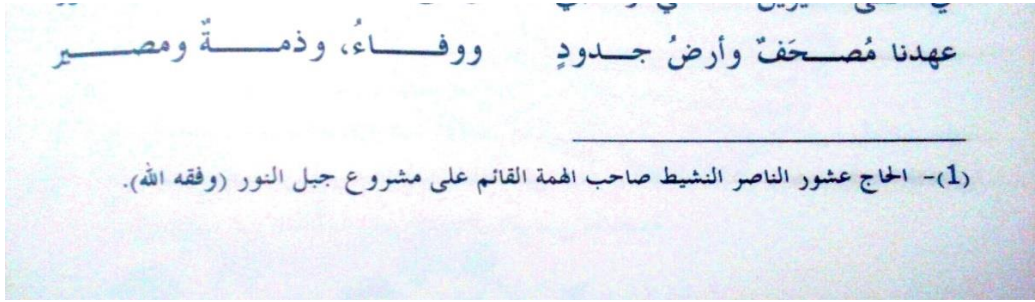 عهدنا مُصحَفٌ وأرضُ جدودٍ ووفاءُ، وذمةٌ ومصير
(1)- الحاج عشور الناصر النشيط صاحب الهمة القائم على مشروع جبل النور (وفقه الله).